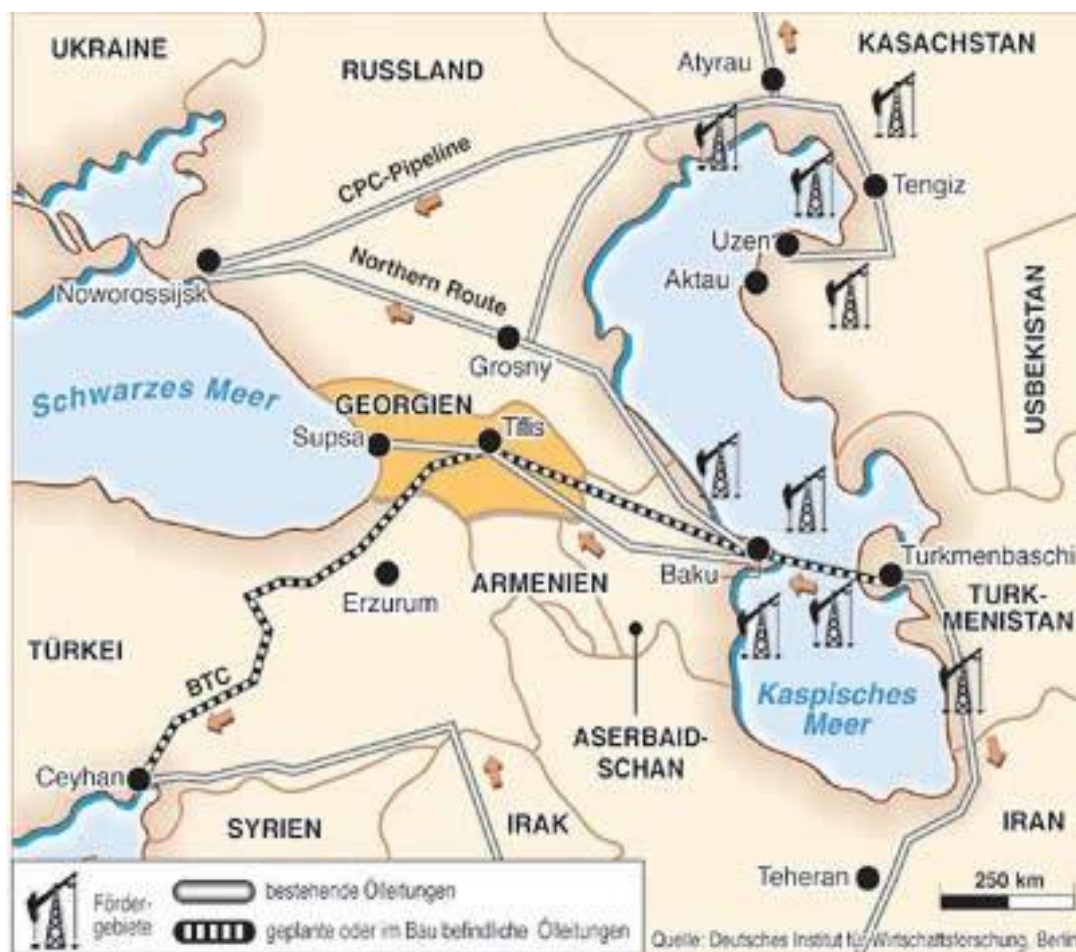 UKRAINE
RUSSLAND
KASACHSTAN
Atyrau
CPC-Pipeline
Tengiz
Uzen
Aktau
Noworossijsk
Northern Route
Grosny
USBEKISTAN
Schwarzes Meer
GEORGIEN
Supsa
Tiflis
Baku
Turkmenbaschi
TURK-
MENISTAN
ARMENIEN
Erzurum
TÜRKEI
BTC
Kaspisches
Meer
ASERBAID-
SCHAN
Ceyhan
SYRIEN
IRAK
IRAN
Teheran
250 km
Förder-
gebiete
bestehende Ölleitungen
geplante oder im Bau befindliche Ölleitungen
Quelle: Deutsches Institut für Wirtschaftsforschung, Berlin